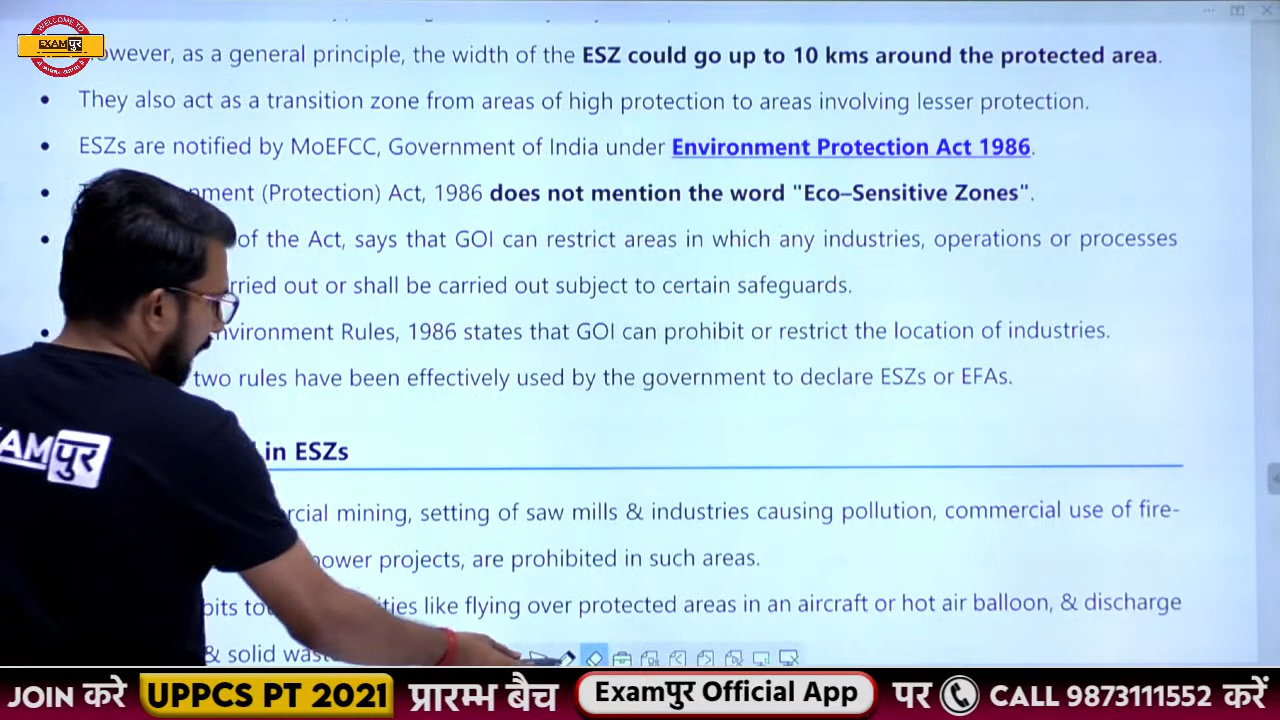 WELCOME TO
EXAMपुर
However, as a general principle, the width of the ESZ could go up to 10 kms around the protected area.
• They also act as a transition zone from areas of high protection to areas involving lesser protection.
• ESZs are notified by MoEFCC, Government of India under Environment Protection Act 1986.
• nment (Protection) Act, 1986 does not mention the word "Eco–Sensitive Zones".
• of the Act, says that GOI can restrict areas in which any industries, operations or processes
rried out or shall be carried out subject to certain safeguards.
• nvironment Rules, 1986 states that GOI can prohibit or restrict the location of industries.
two rules have been effectively used by the government to declare ESZs or EFAs.
in ESZs
rcial mining, setting of saw mills & industries causing pollution, commercial use of fire-
power projects, are prohibited in such areas.
bits to ties like flying over protected areas in an aircraft or hot air balloon, & discharge
& solid
AMपुर
JOIN करे UPPCS PT 2021 प्रारम्भ बैच Examपुर Official App पर CALL 9873111552 करें